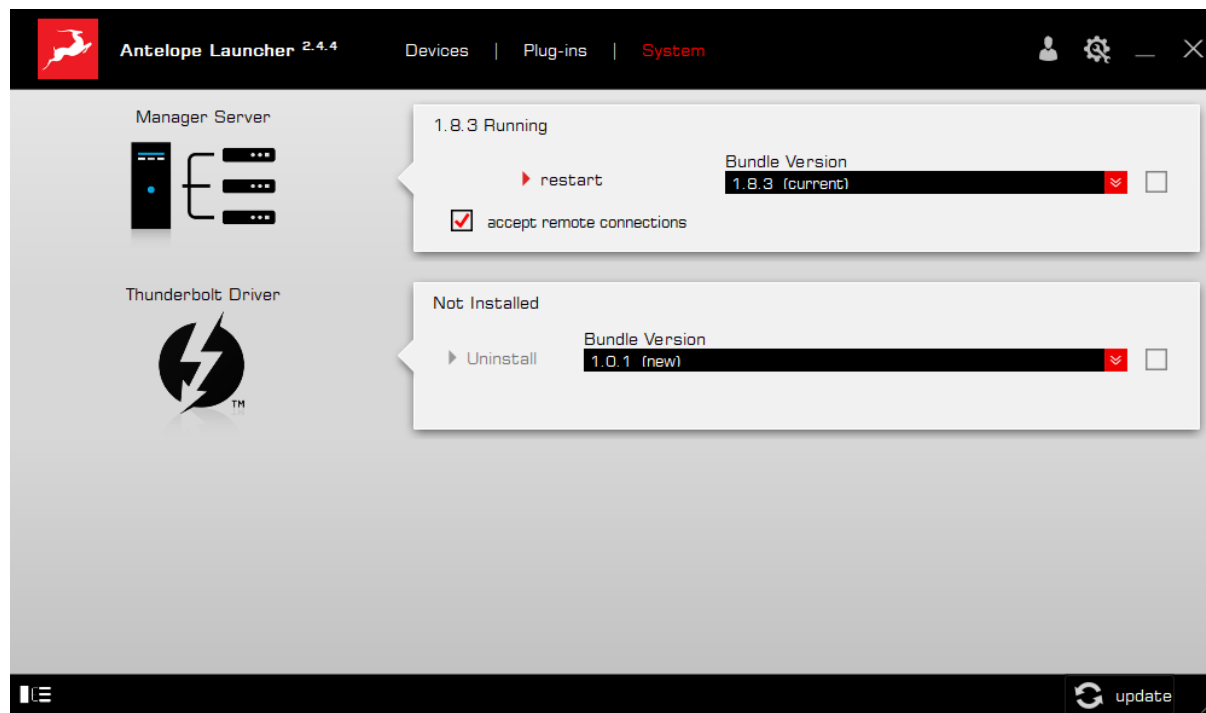 Antelope Launcher 2.4.4
Devices | Plug-ins | System
Manager Server
1.8.3 Running
Bundle Version
restart
1.8.3 (current)
accept remote connections
Thunderbolt Driver
TM
Not Installed
Bundle Version
Uninstall
1.0.1 (new)
update